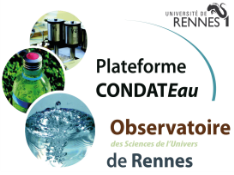 UNIVERSITÉ DE
RENNES
Plateforme
CONDATEau
Observatoire
des Sciences de l'Univers
de Rennes